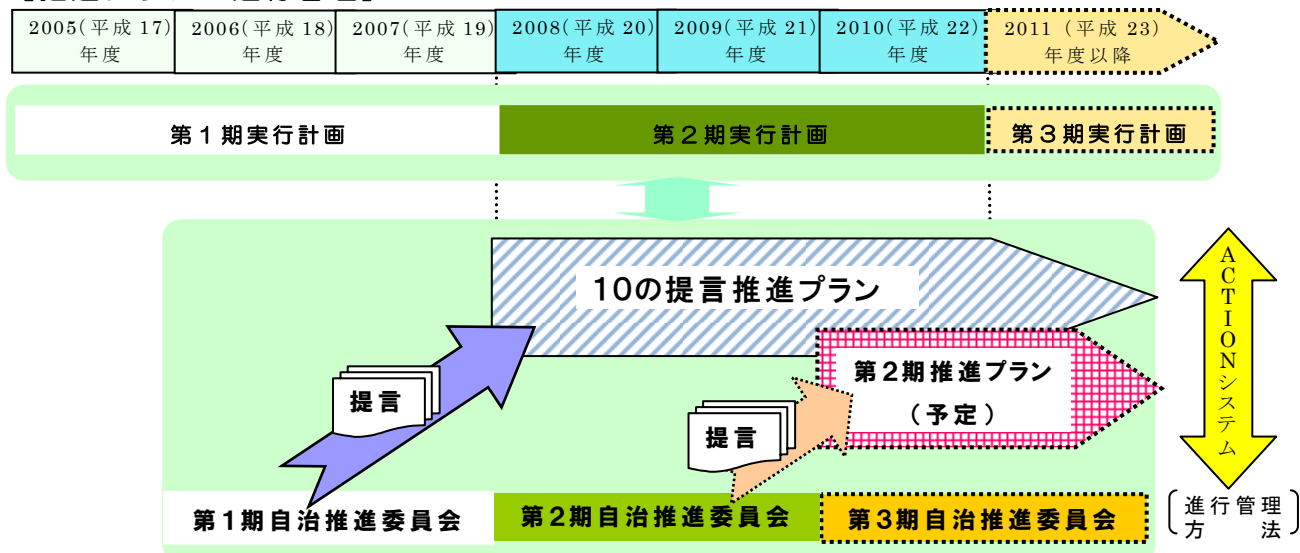 2005(平成17)
年度
2006(平成18)
年度
2007(平成19)
年度
2008(平成20)
年度
2009(平成21)
年度
2010(平成22)
年度
2011 (平成 23)
年度以降
第1期実行計画
第2期実行計画
第3期実行計画
10の提言推進プラン
第2期推進プラン
(予定)
提言
提言
第1期自治推進委員会
第2期自治推進委員会
第3期自治推進委員会
ACTIONシステム
進行管理
方法